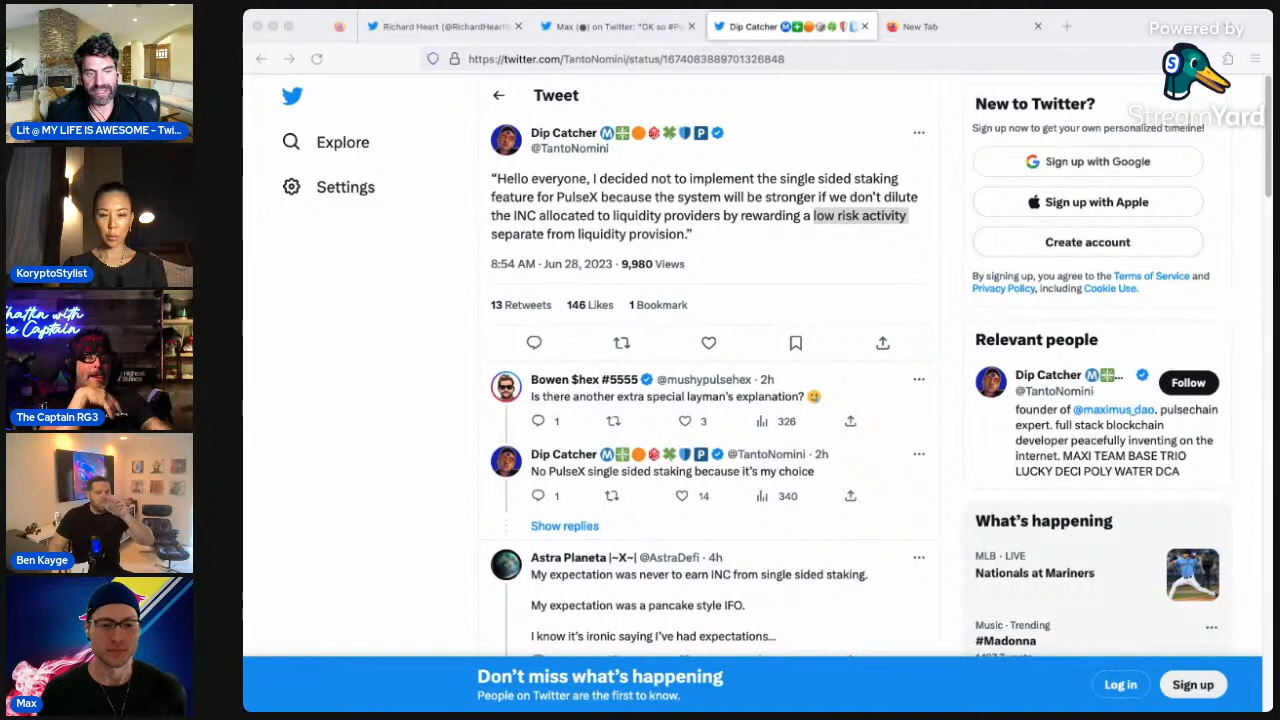 Lit @ MY LIFE IS AWESOME - Twi...
KoryptoStylist
Chattin with
The Captain RG3
Ben Kayge
Max
Richard Heart (@RichardHeart
Max (●) on Twitter: "OK so #Pu
Dip Catcher
New Tab
https://twitter.com/TantoNomini/status/1674083889701326848
Powered by
StreamYard
Explore
Settings
Tweet
Dip Catcher
@TantoNomini
“Hello everyone, I decided not to implement the single sided staking
feature for PulseX because the system will be stronger if we don’t dilute
the INC allocated to liquidity providers by rewarding a low risk activity
separate from liquidity provision.”
8:54 AM · Jun 28, 2023 · 9,980 Views
13 Retweets 146 Likes 1 Bookmark
Bowen $hex #5555 @mushypulsehex · 2h
Is there another extra special layman’s explanation?
1 3 326
Dip Catcher @TantoNomini · 2h
No PulseX single sided staking because it’s my choice
1 14 340
Show replies
Astra Planeta |~X~| @AstraDefi · 4h
My expectation was never to earn INC from single sided staking.
My expectation was a pancake style IFO.
I know it’s ironic saying I’ve had expectations...
New to Twitter?
Sign up now to get your own personalized timeline!
Sign up with Google
Sign up with Apple
Create account
By signing up, you agree to the Terms of Service and
Privacy Policy, including Cookie Use.
Relevant people
Dip Catcher ...
@TantoNomini
Follow
founder of @maximus_dao. pulsechain
expert. full stack blockchain
developer peacefully inventing on the
internet. MAXI TEAM BASE TRIO
LUCKY DECI POLY WATER DCA
What’s happening
MLB · LIVE
Nationals at Mariners
Music · Trending
#Madonna
Don’t miss what’s happening
People on Twitter are the first to know.
Log in
Sign up